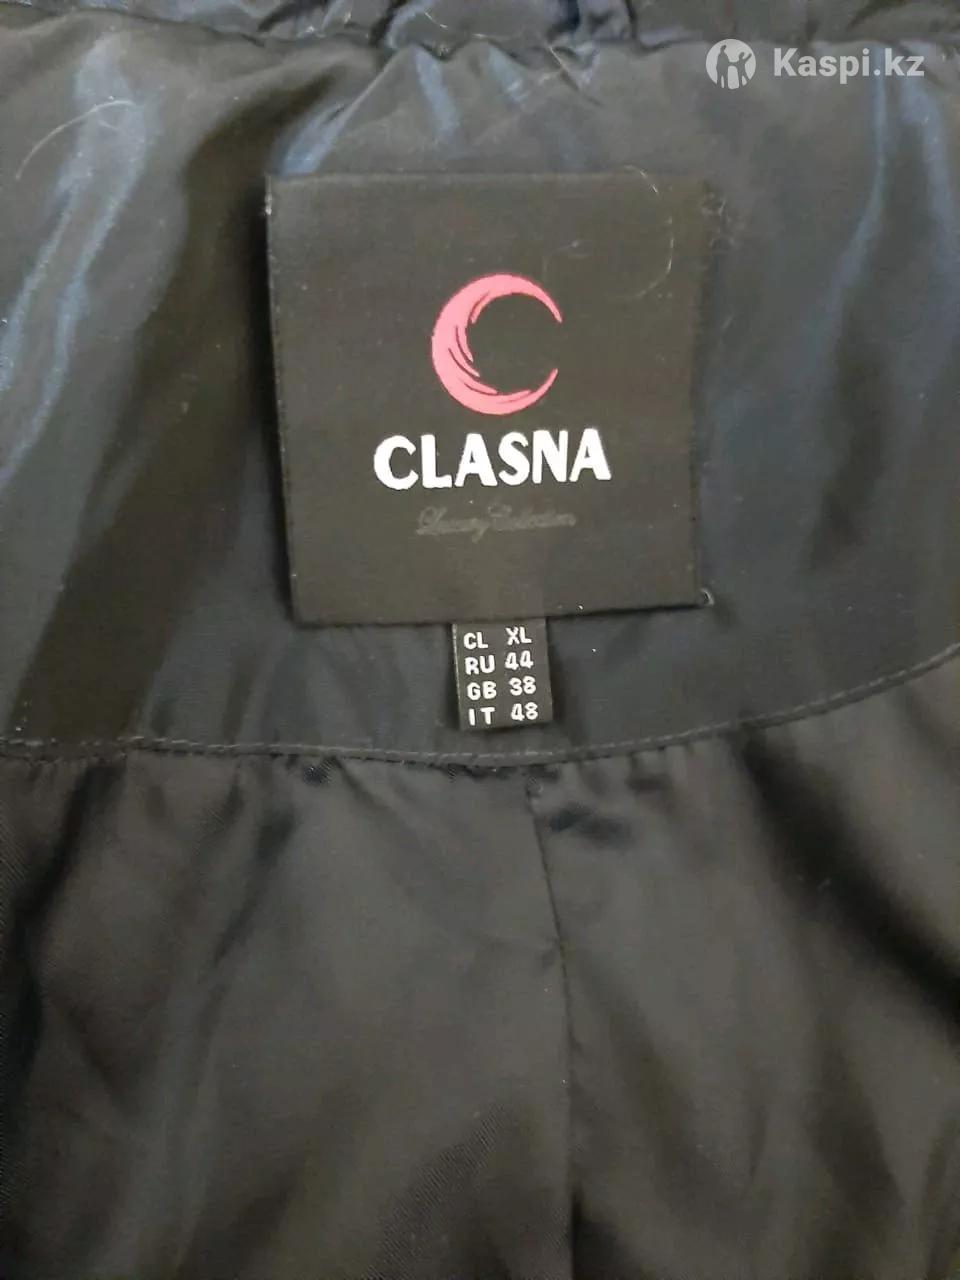 Kaspi.kz
CLASNA
Luxury Collection
CL XL
RU 44
GB 38
IT 48